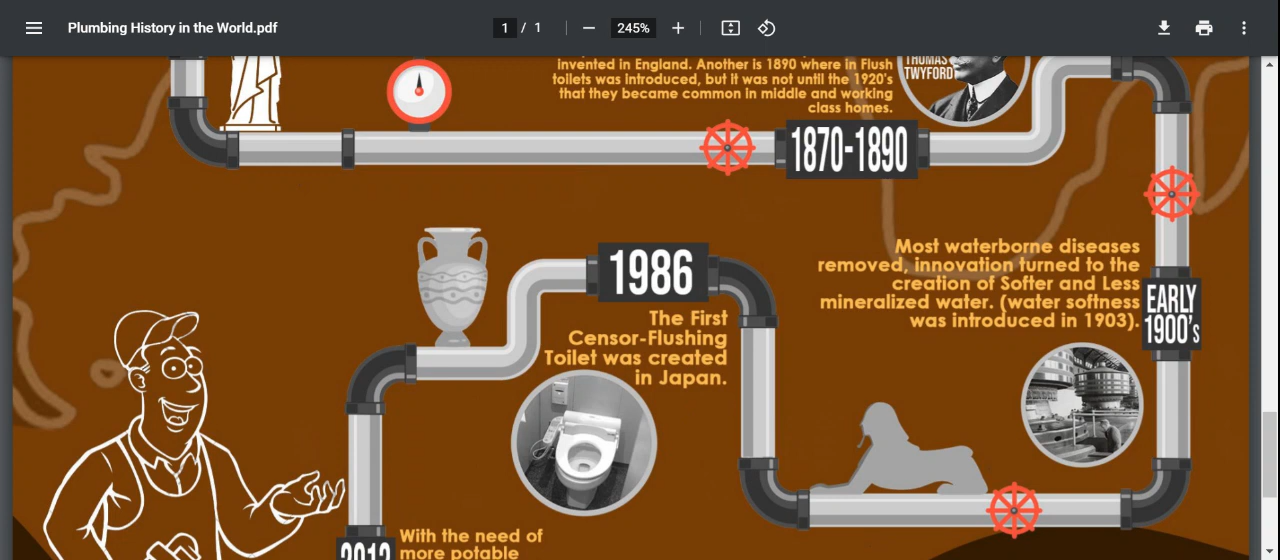 Plumbing History in the World.pdf
1 / 1
245%
invented in England. Another is 1890 where in Flush
toilets was introduced, but it was not until the 1920's
that they became common in middle and working
class homes.
THOMAS
TWYFORD
1870-1890
Most waterborne diseases
removed, innovation turned to the
creation of Softer and Less
mineralized water. (water softness
was introduced in 1903).
EARLY
1900's
1986
The First
Censor-Flushing
Toilet was created
in Japan.
2013
With the need of
more potable